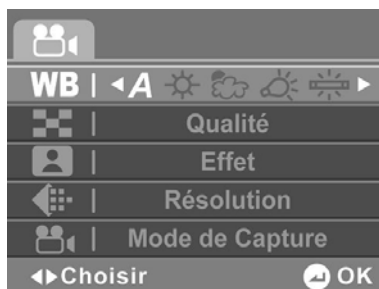 WB | A
Qualité
Effet
Résolution
Mode de Capture
Choisir OK